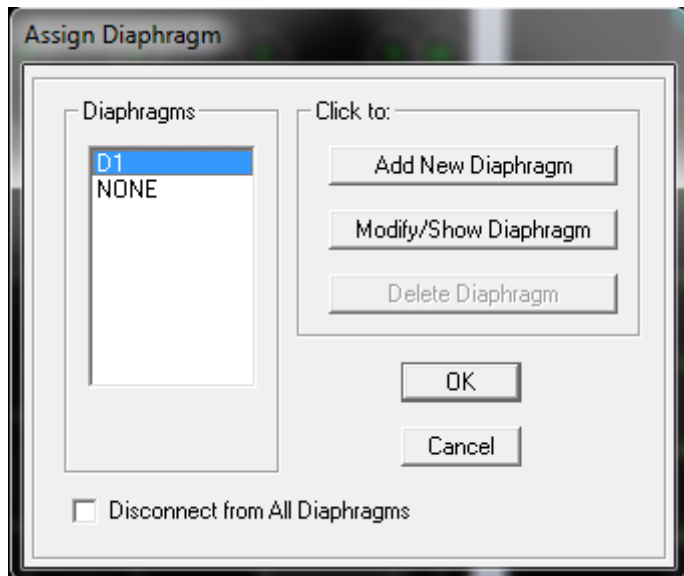 Assign Diaphragm
Diaphragms
D1
NONE
Click to:
Add New Diaphragm
Modify/Show Diaphragm
Delete Diaphragm
OK
Cancel
Disconnect from All Diaphragms